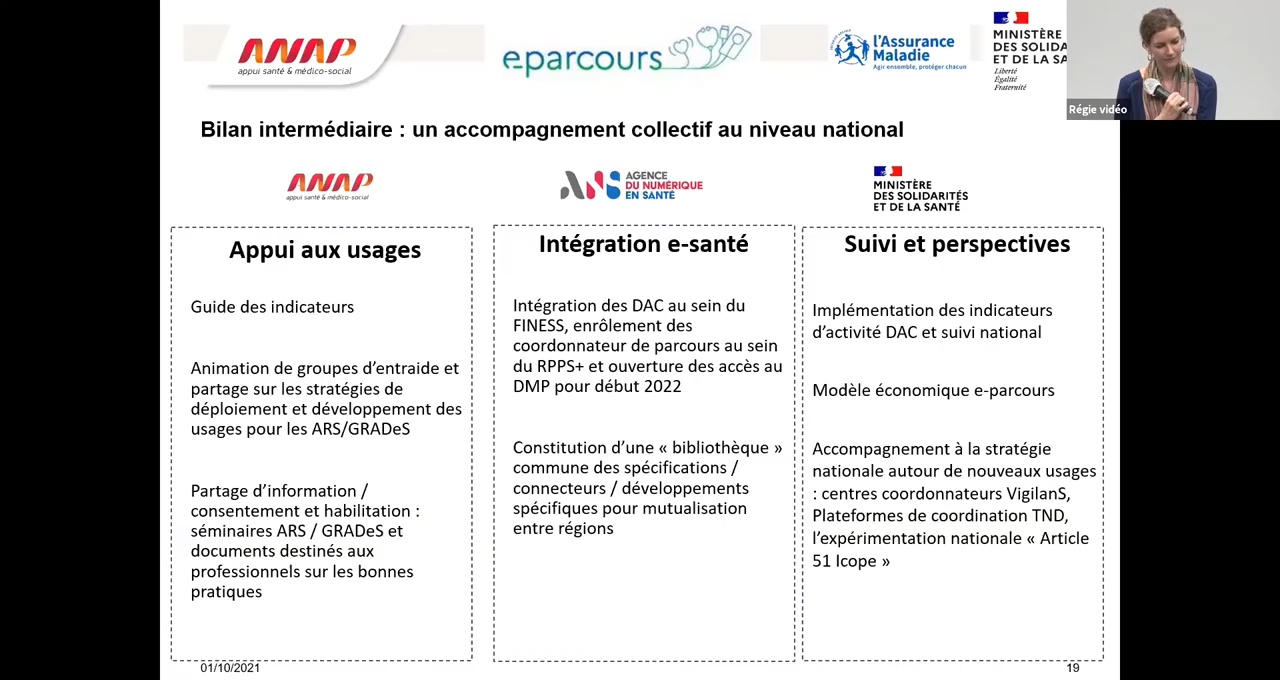 ANAP
appui santé & médico-social
eparcours
l'Assurance
Maladie
Agir ensemble, protéger chacun
MINISTÈRE
DES SOLIDA
ET DE LA SA
Liberté
Égalité
Fraternité
Régie vidéo
Bilan intermédiaire : un accompagnement collectif au niveau national
ANAP
appui santé & médico-social
Appui aux usages
Guide des indicateurs
Animation de groupes d'entraide et
partage sur les stratégies de
déploiement et développement des
usages pour les ARS/GRADeS
Partage d'information /
consentement et habilitation :
séminaires ARS / GRADeS et
documents destinés aux
professionnels sur les bonnes
pratiques
ANS
AGENCE
DU NUMÉRIQUE
EN SANTÉ
Intégration e-santé
Intégration des DAC au sein du
FINESS, enrôlement des
coordonnateur de parcours au sein
du RPPS+ et ouverture des accès au
DMP pour début 2022
Constitution d'une « bibliothèque »
commune des spécifications /
connecteurs / développements
spécifiques pour mutualisation
entre régions
MINISTÈRE
DES SOLIDARITÉS
ET DE LA SANTÉ
Suivi et perspectives
Implémentation des indicateurs
d'activité DAC et suivi national
Modèle économique e-parcours
Accompagnement à la stratégie
nationale autour de nouveaux usages
: centres coordonnateurs VigilanS,
Plateformes de coordination TND,
l'expérimentation nationale « Article
51 Icope »
01/10/2021
19